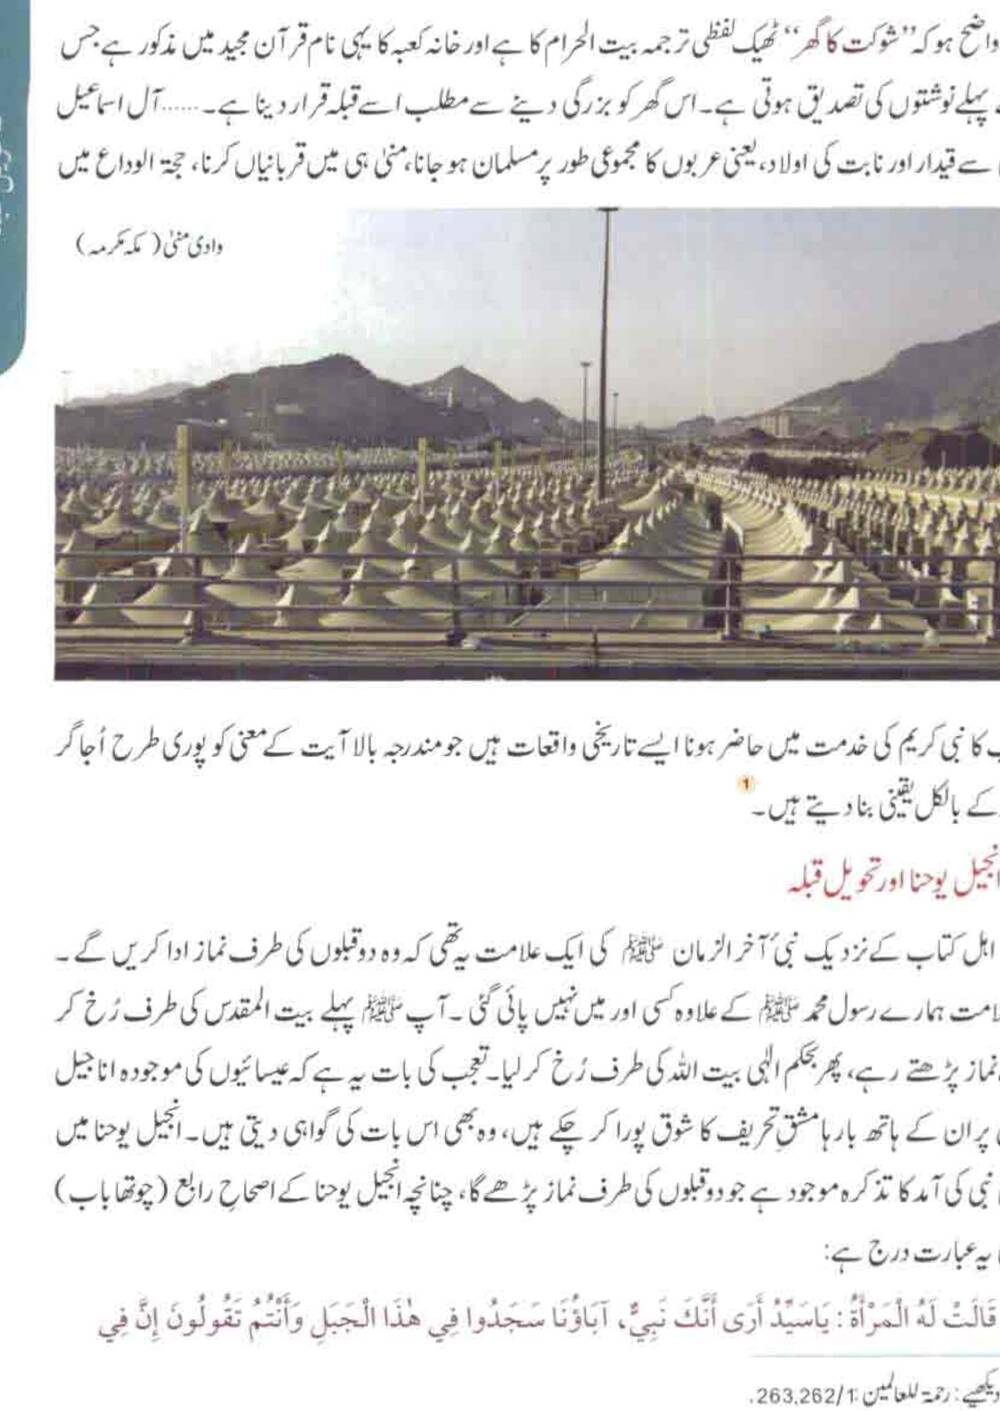 واضح ہو کہ ”شوکت کا گھر“ ٹھیک لفظی ترجمہ بیت الحرام کا ہے اور خانہ کعبہ کا یہی نام قرآن مجید میں مذکور ہے جس
پہلے نوشتوں کی تصدیق ہوتی ہے۔ اس گھر کو بزرگی دینے سے مطلب اسے قبلہ قرار دینا ہے۔...... آل اسماعیل
سے قیدار اور نابت کی اولاد، یعنی عربوں کا مجموعی طور پر مسلمان ہو جانا، منیٰ ہی میں قربانیاں کرنا، حجۃ الوداع میں
وادی منیٰ (مکہ مکرمہ)
کا نبی کریم کی خدمت میں حاضر ہونا ایسے تاریخی واقعات ہیں جو مندرجہ بالا آیت کے معنی کو پوری طرح اُجاگر
کے بالکل یقینی بنا دیتے ہیں۔ 1
انجیل یوحنا اور تحویل قبلہ
اہل کتاب کے نزدیک نبیٔ آخر الزمان ﷺ کی ایک علامت یہ تھی کہ وہ دو قبلوں کی طرف نماز ادا کریں گے۔
ہمارے رسول محمد ﷺ کے علاوہ کسی اور میں نہیں پائی گئی۔ آپ ﷺ پہلے بیت المقدس کی طرف رُخ کر
نماز پڑھتے رہے، پھر بحکم الٰہی بیت اللہ کی طرف رُخ کر لیا۔ تعجب کی بات یہ ہے کہ عیسائیوں کی موجودہ اناجیل
پر ان کے ہاتھ بارہا مشقِ تحریف کا شوق پورا کر چکے ہیں، وہ بھی اس بات کی گواہی دیتی ہیں۔ انجیل یوحنا میں
نبی کی آمد کا تذکرہ موجود ہے جو دو قبلوں کی طرف نماز پڑھے گا، چنانچہ انجیل یوحنا کے اصحاحِ رابع (چوتھا باب)
یہ عبارت درج ہے:
قَالَتْ لَهُ الْمَرْأَةُ: يَاسَيِّدُ أَرَى أَنَّكَ نَبِيٌّ، آبَاؤُنَا سَجَدُوا فِي هٰذَا الْجَبَلِ وَأَنْتُمْ تَقُولُونَ إِنَّ فِي
دیکھیے: رحمۃ للعالمین: 263,262/1.